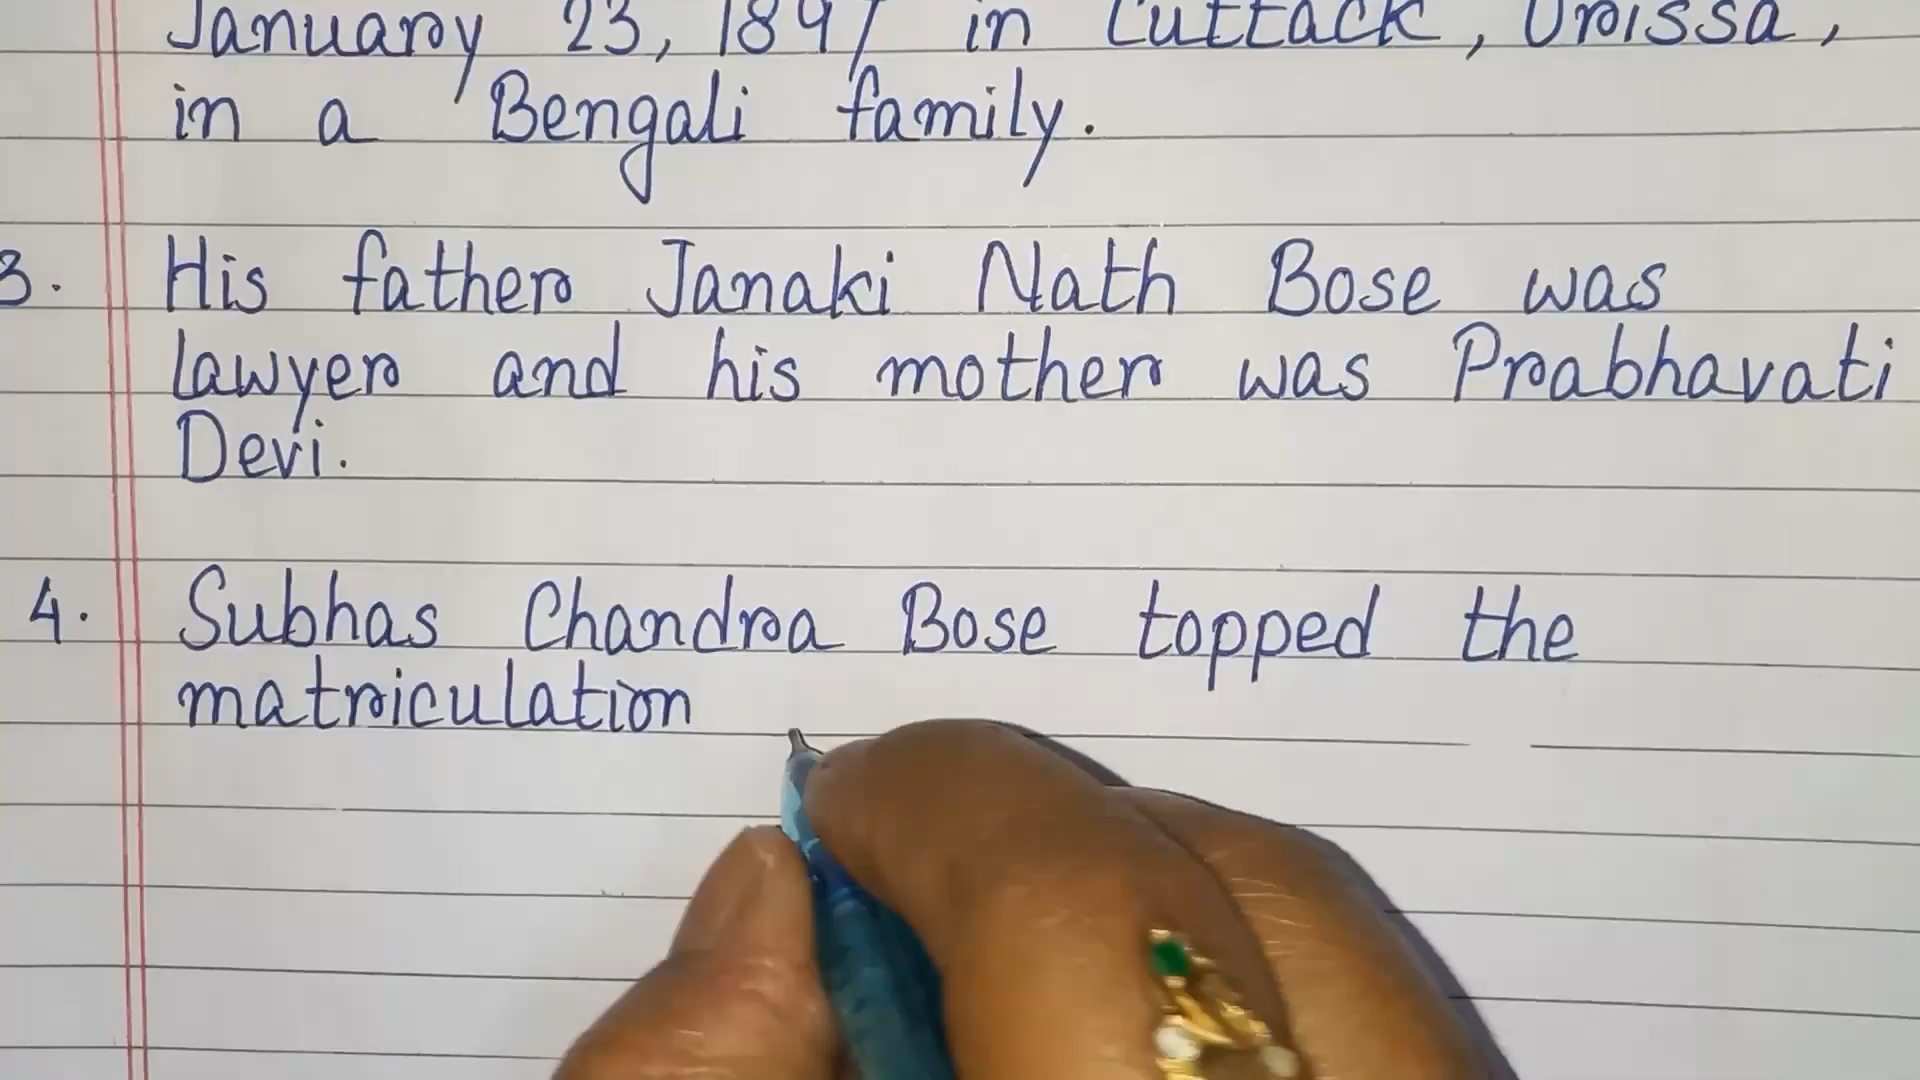 January 23, 1897 in Cuttack, Orissa,
in a Bengali family.
3. His father Janaki Nath Bose was
lawyer and his mother was Prabhavati
Devi.
4. Subhas Chandra Bose topped the
matriculation